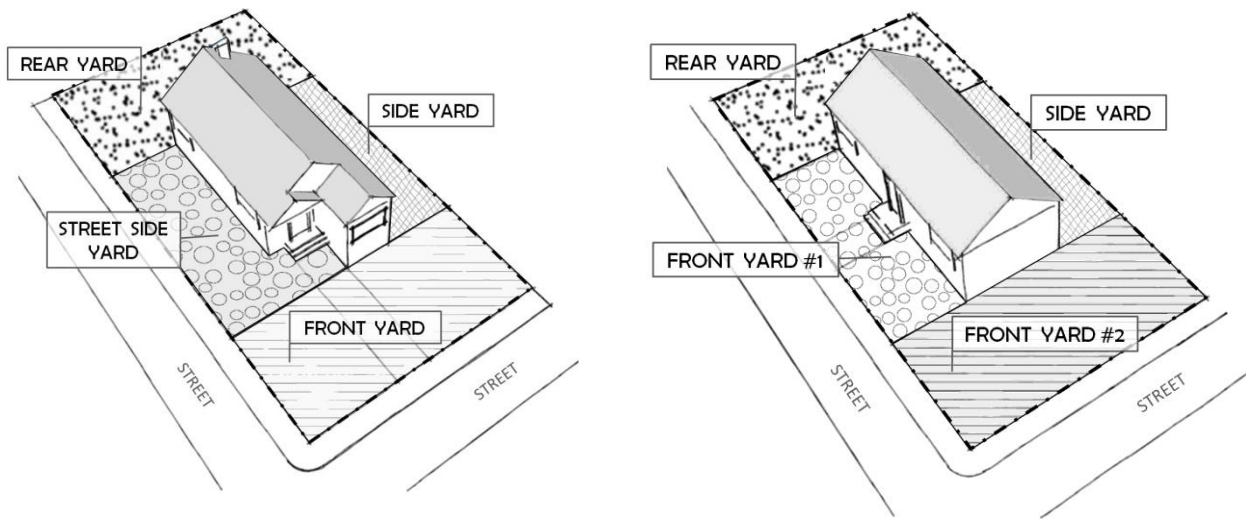 REAR YARD
SIDE YARD
STREET SIDE
YARD
FRONT YARD
STREET
STREET
REAR YARD
SIDE YARD
FRONT YARD #1
FRONT YARD #2
STREET
STREET